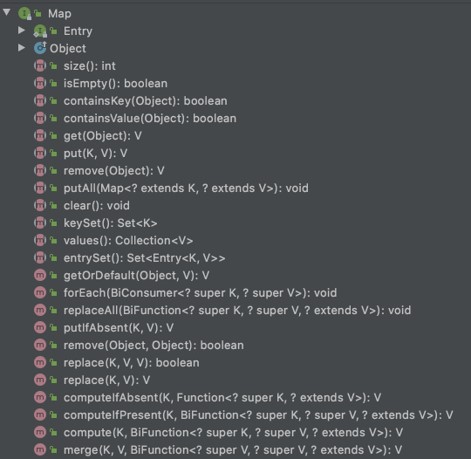 Map
Entry
Object
size(): int
isEmpty(): boolean
containsKey(Object): boolean
containsValue(Object): boolean
get(Object): V
put(K, V): V
remove(Object): V
putAll(Map<? extends K, ? extends V>): void
clear(): void
keySet(): Set<K>
values(): Collection<V>
entrySet(): Set<Entry<K, V>>
getOrDefault(Object, V): V
forEach(BiConsumer<? super K, ? super V>): void
replaceAll(BiFunction<? super K, ? super V, ? extends V>): void
putIfAbsent(K, V): V
remove(Object, Object): boolean
replace(K, V, V): boolean
replace(K, V): V
computeIfAbsent(K, Function<? super K, ? extends V>): V
computeIfPresent(K, BiFunction<? super K, ? super V, ? extends V>): V
compute(K, BiFunction<? super K, ? super V, ? extends V>): V
merge(K, V, BiFunction<? super V, ? super V, ? extends V>): V